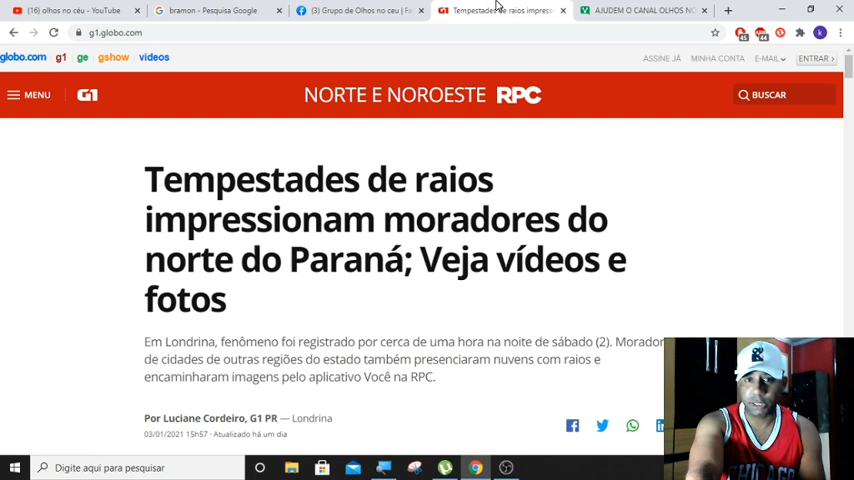 (16) olhos no céu - YouTube
bramon - Pesquisa Google
(3) Grupo de Olhos no ceu | Fa
Tempestades de raios impress
AJUDEM O CANAL OLHOS NO
g1.globo.com
45
44
k
globo.com g1 ge gshow videos
ASSINE JÁ MINHA CONTA E-MAIL ENTRAR
MENU G1 NORTE E NOROESTE RPC BUSCAR
Tempestades de raios
impressionam moradores do
norte do Paraná; Veja vídeos e
fotos
Em Londrina, fenômeno foi registrado por cerca de uma hora na noite de sábado (2). Morador
de cidades de outras regiões do estado também presenciaram nuvens com raios e
encaminharam imagens pelo aplicativo Você na RPC.
Por Luciane Cordeiro, G1 PR — Londrina
03/01/2021 15h57 · Atualizado há um dia
Digite aqui para pesquisar
CHICAGO